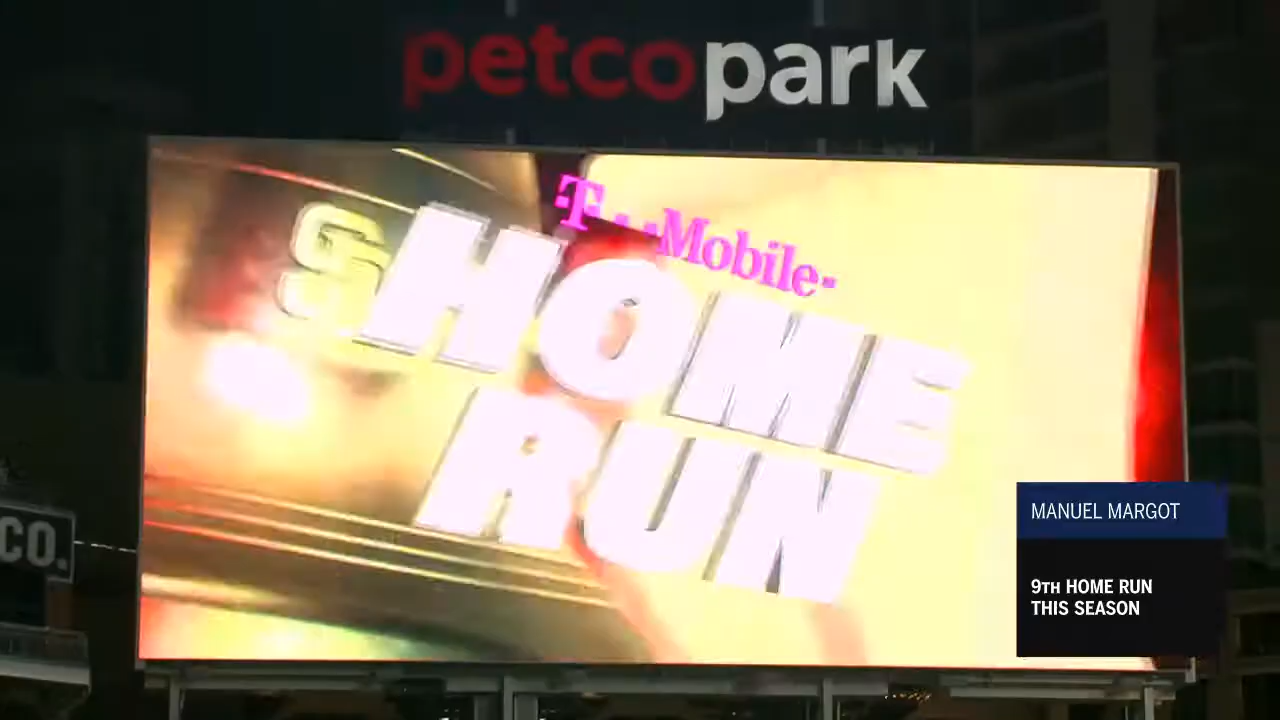 petcopark
T··Mobile·
HOME
RUN
CO.
MANUEL MARGOT
9TH HOME RUN
THIS SEASON